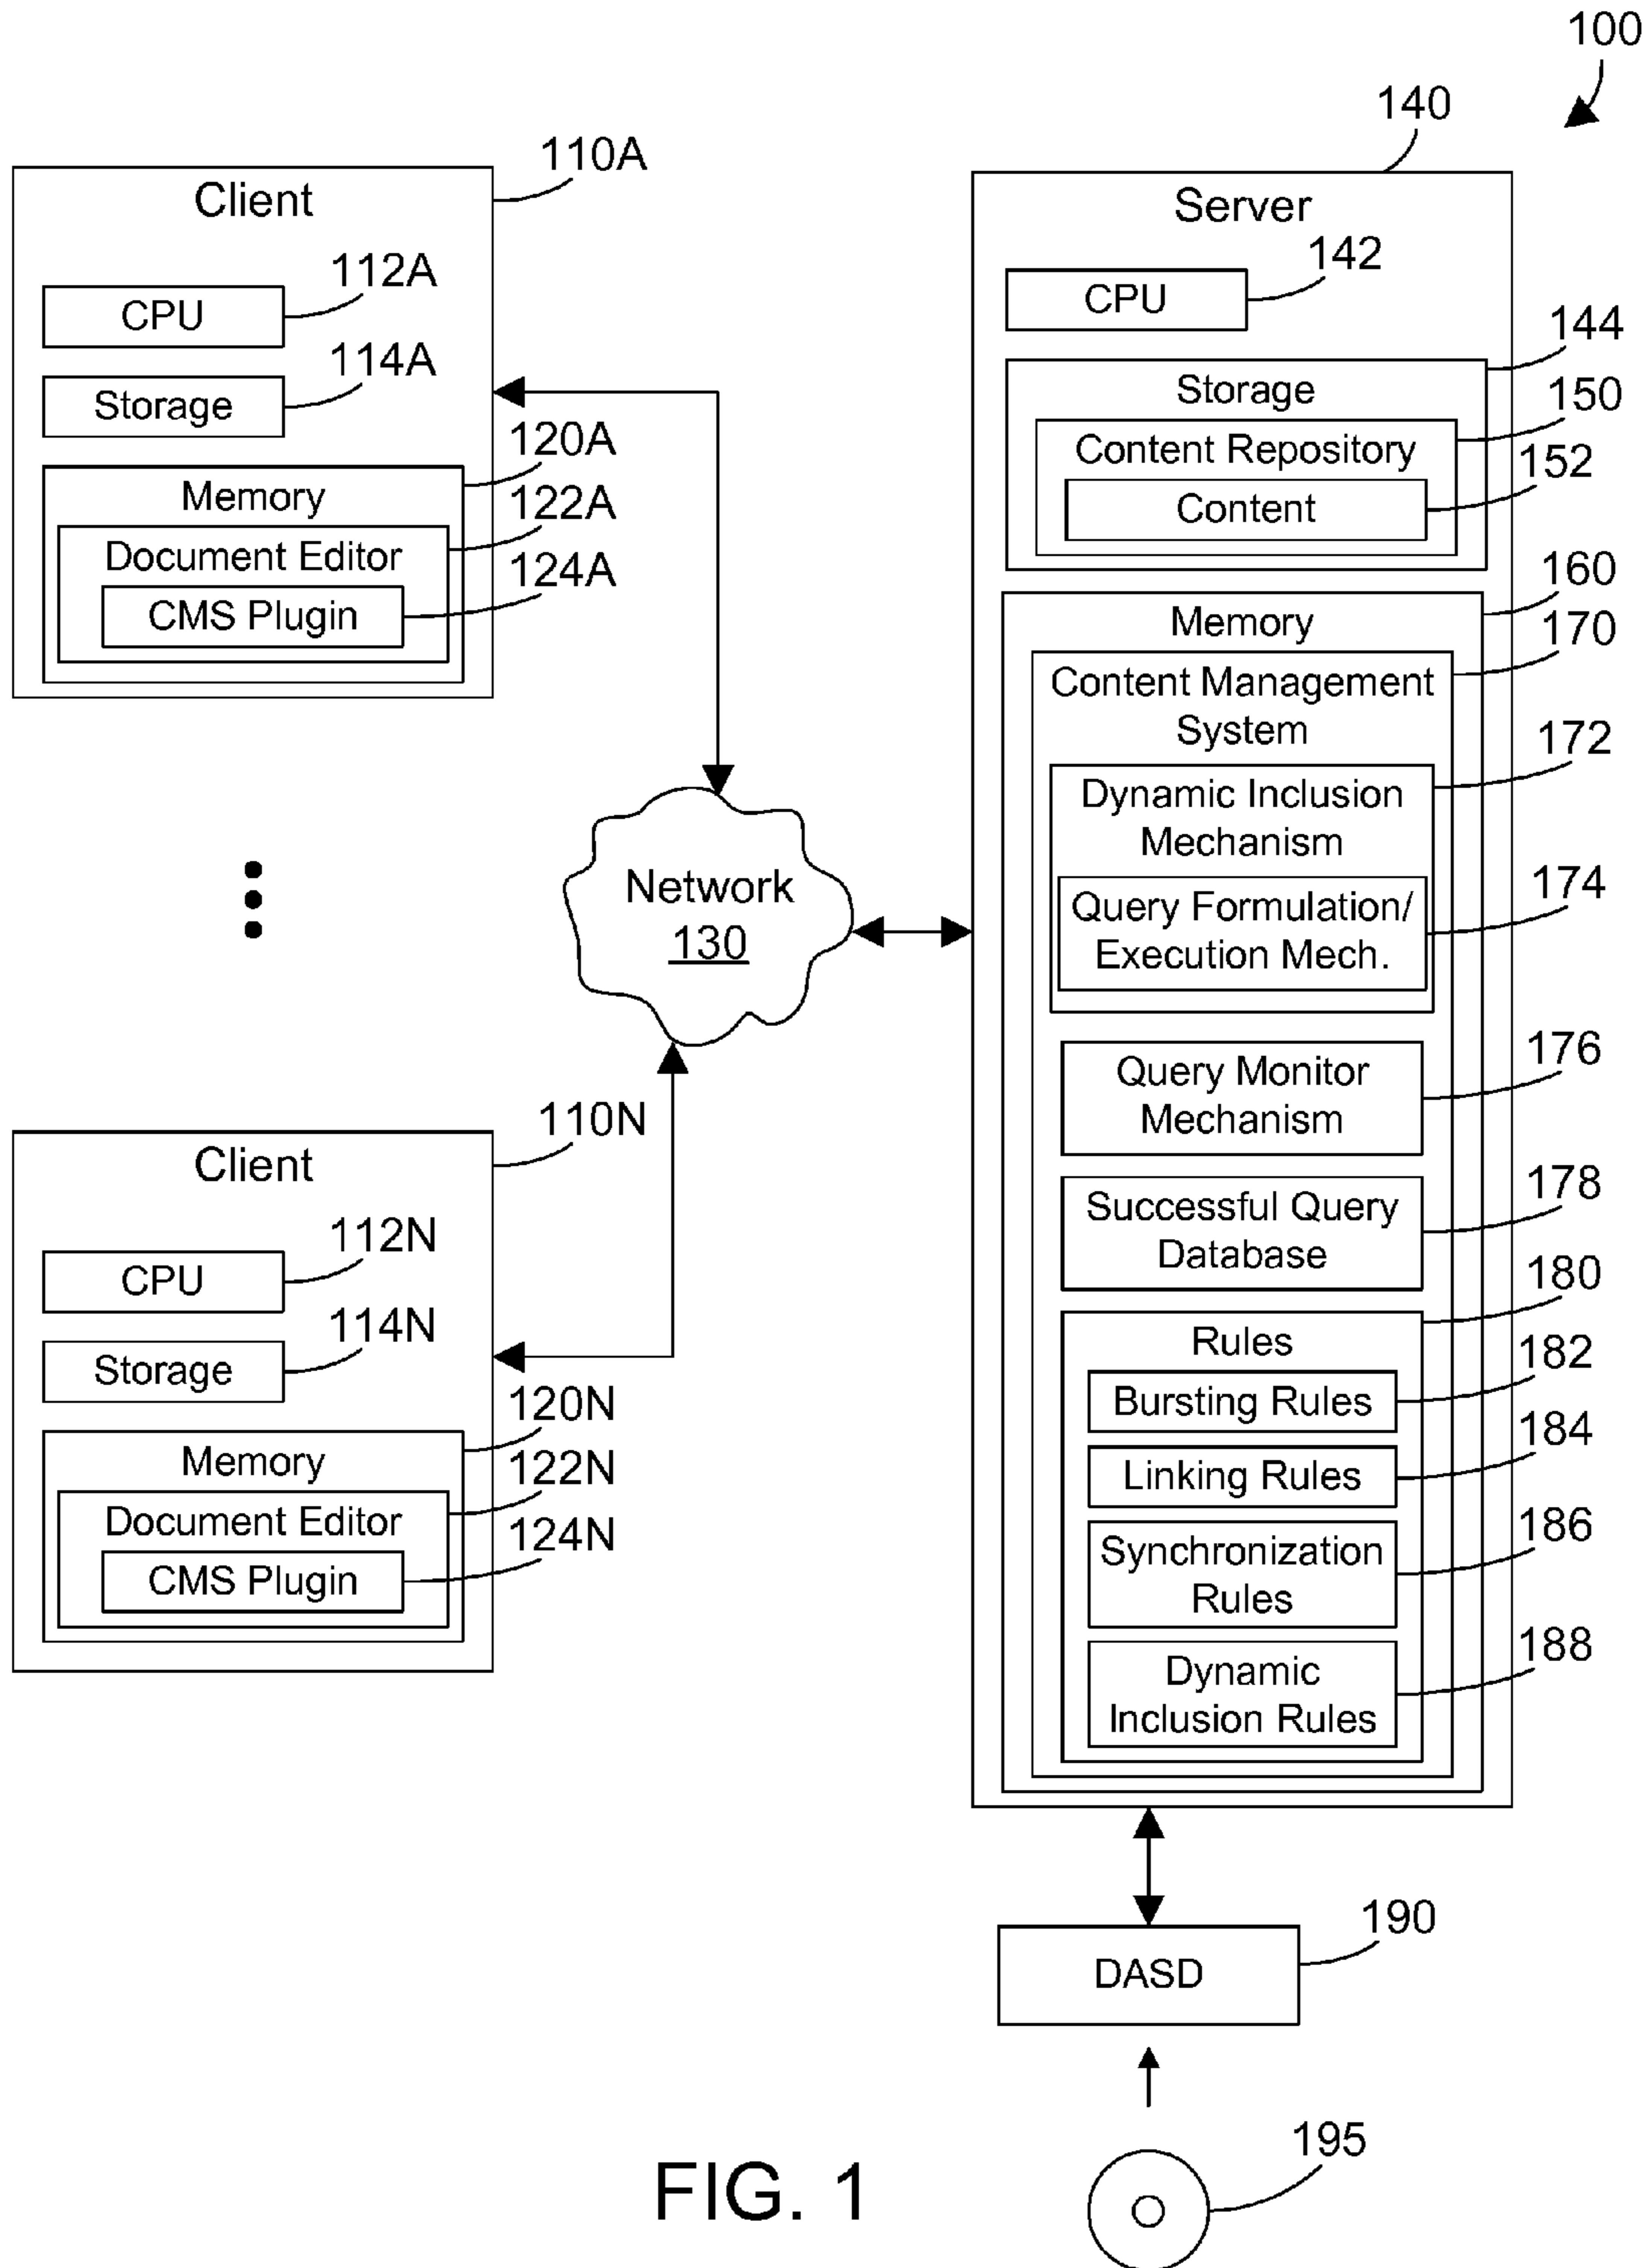 100
110A
Client
112A
CPU
114A
Storage
120A
Memory
122A
Document Editor
124A
CMS Plugin
Network
130
110N
Client
112N
CPU
114N
Storage
120N
Memory
122N
Document Editor
124N
CMS Plugin
140
Server
142
CPU
144
Storage
150
Content Repository
152
Content
160
Memory
170
Content Management
System
172
Dynamic Inclusion
Mechanism
174
Query Formulation/
Execution Mech.
176
Query Monitor
Mechanism
178
Successful Query
Database
180
Rules
182
Bursting Rules
184
Linking Rules
186
Synchronization
Rules
188
Dynamic
Inclusion Rules
190
DASD
195
FIG. 1